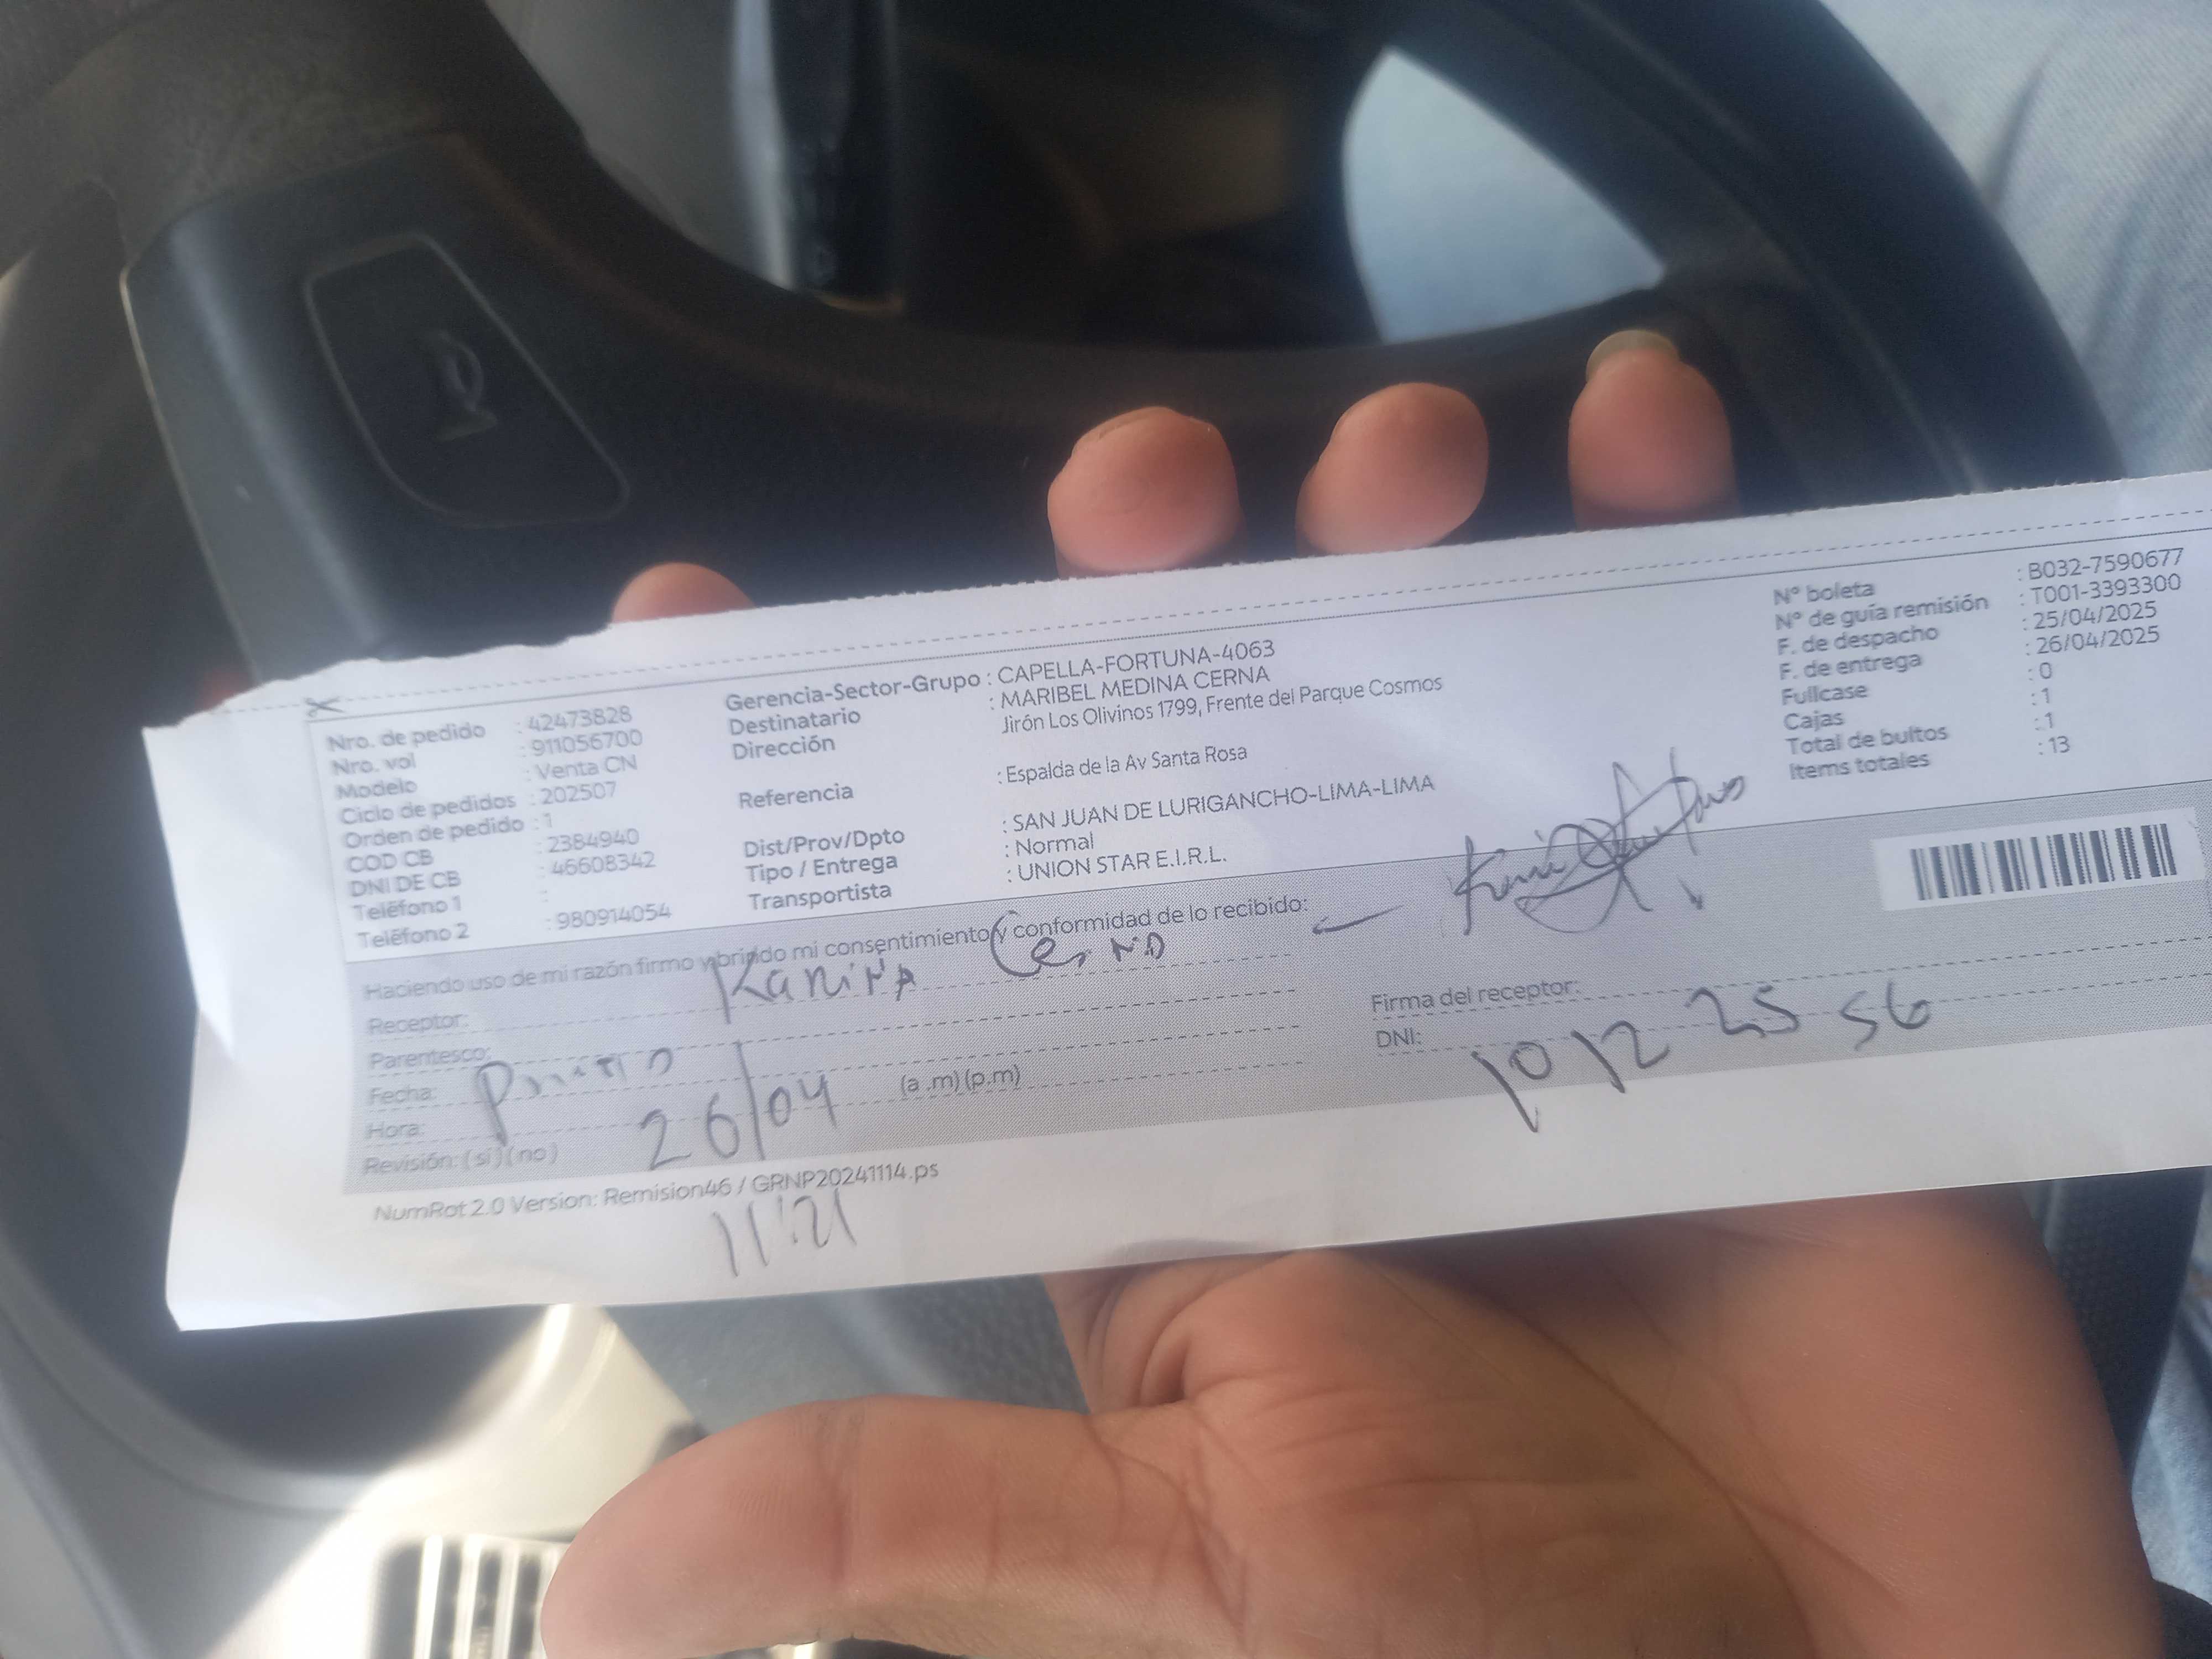 Nro. de pedido : 42473828
Nro. vol : 911056700
Modelo : Venta CN
Ciclo de pedidos : 202507
Orden de pedido : 1
COD CB : 2384940
DNI DE CB : 46608342
Teléfono 1 :
Teléfono 2 : 980914054
Gerencia-Sector-Grupo : CAPELLA-FORTUNA-4063
Destinatario : MARIBEL MEDINA CERNA
Dirección Jirón Los Olivinos 1799, Frente del Parque Cosmos
Referencia : Espalda de la Av Santa Rosa
Dist/Prov/Dpto : SAN JUAN DE LURIGANCHO-LIMA-LIMA
Tipo / Entrega : Normal
Transportista : UNION STAR E.I.R.L.
N° boleta : B032-7590677
N° de guía remisión : T001-3393300
F. de despacho : 25/04/2025
F. de entrega : 26/04/2025
Fullcase : 0
Cajas : 1
Total de bultos : 1
Items totales : 13
Haciendo uso de mi razón firmo y brindo mi consentimiento y conformidad de lo recibido:
Receptor:
Parentesco:
Fecha: 26/04
Hora: (a .m) (p.m)
Revisión: ( si ) ( no )
Firma del receptor:
DNI: 10 12 25 56
NumRot 2.0 Version: Remision46 / GRNP20241114.ps
11:21